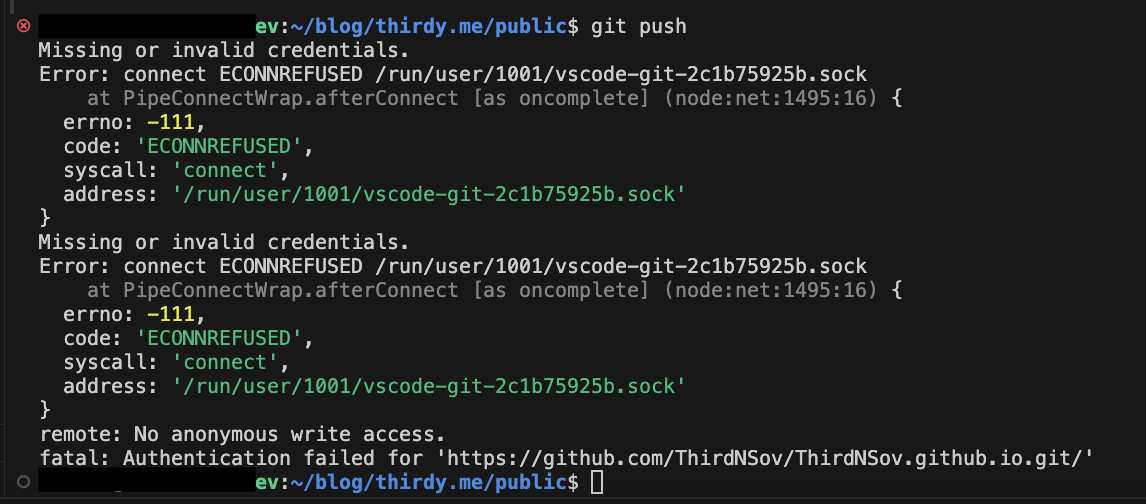 ev:~/blog/thirdy.me/public$ git push
Missing or invalid credentials.
Error: connect ECONNREFUSED /run/user/1001/vscode-git-2c1b75925b.sock
    at PipeConnectWrap.afterConnect [as oncomplete] (node:net:1495:16) {
  errno: -111,
  code: 'ECONNREFUSED',
  syscall: 'connect',
  address: '/run/user/1001/vscode-git-2c1b75925b.sock'
}
Missing or invalid credentials.
Error: connect ECONNREFUSED /run/user/1001/vscode-git-2c1b75925b.sock
    at PipeConnectWrap.afterConnect [as oncomplete] (node:net:1495:16) {
  errno: -111,
  code: 'ECONNREFUSED',
  syscall: 'connect',
  address: '/run/user/1001/vscode-git-2c1b75925b.sock'
}
remote: No anonymous write access.
fatal: Authentication failed for 'https://github.com/ThirdNSov/ThirdNSov.github.io.git/'
ev:~/blog/thirdy.me/public$